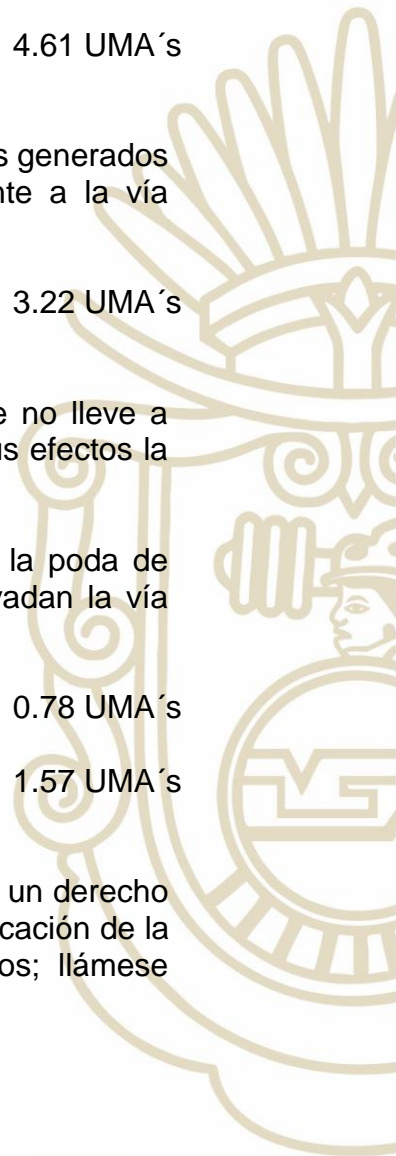 4.61 UMA´s
s generados
nte a la vía
3.22 UMA´s
e no lleve a
us efectos la
la poda de
vadan la vía
0.78 UMA´s
1.57 UMA´s
un derecho
cación de la
os; llámese